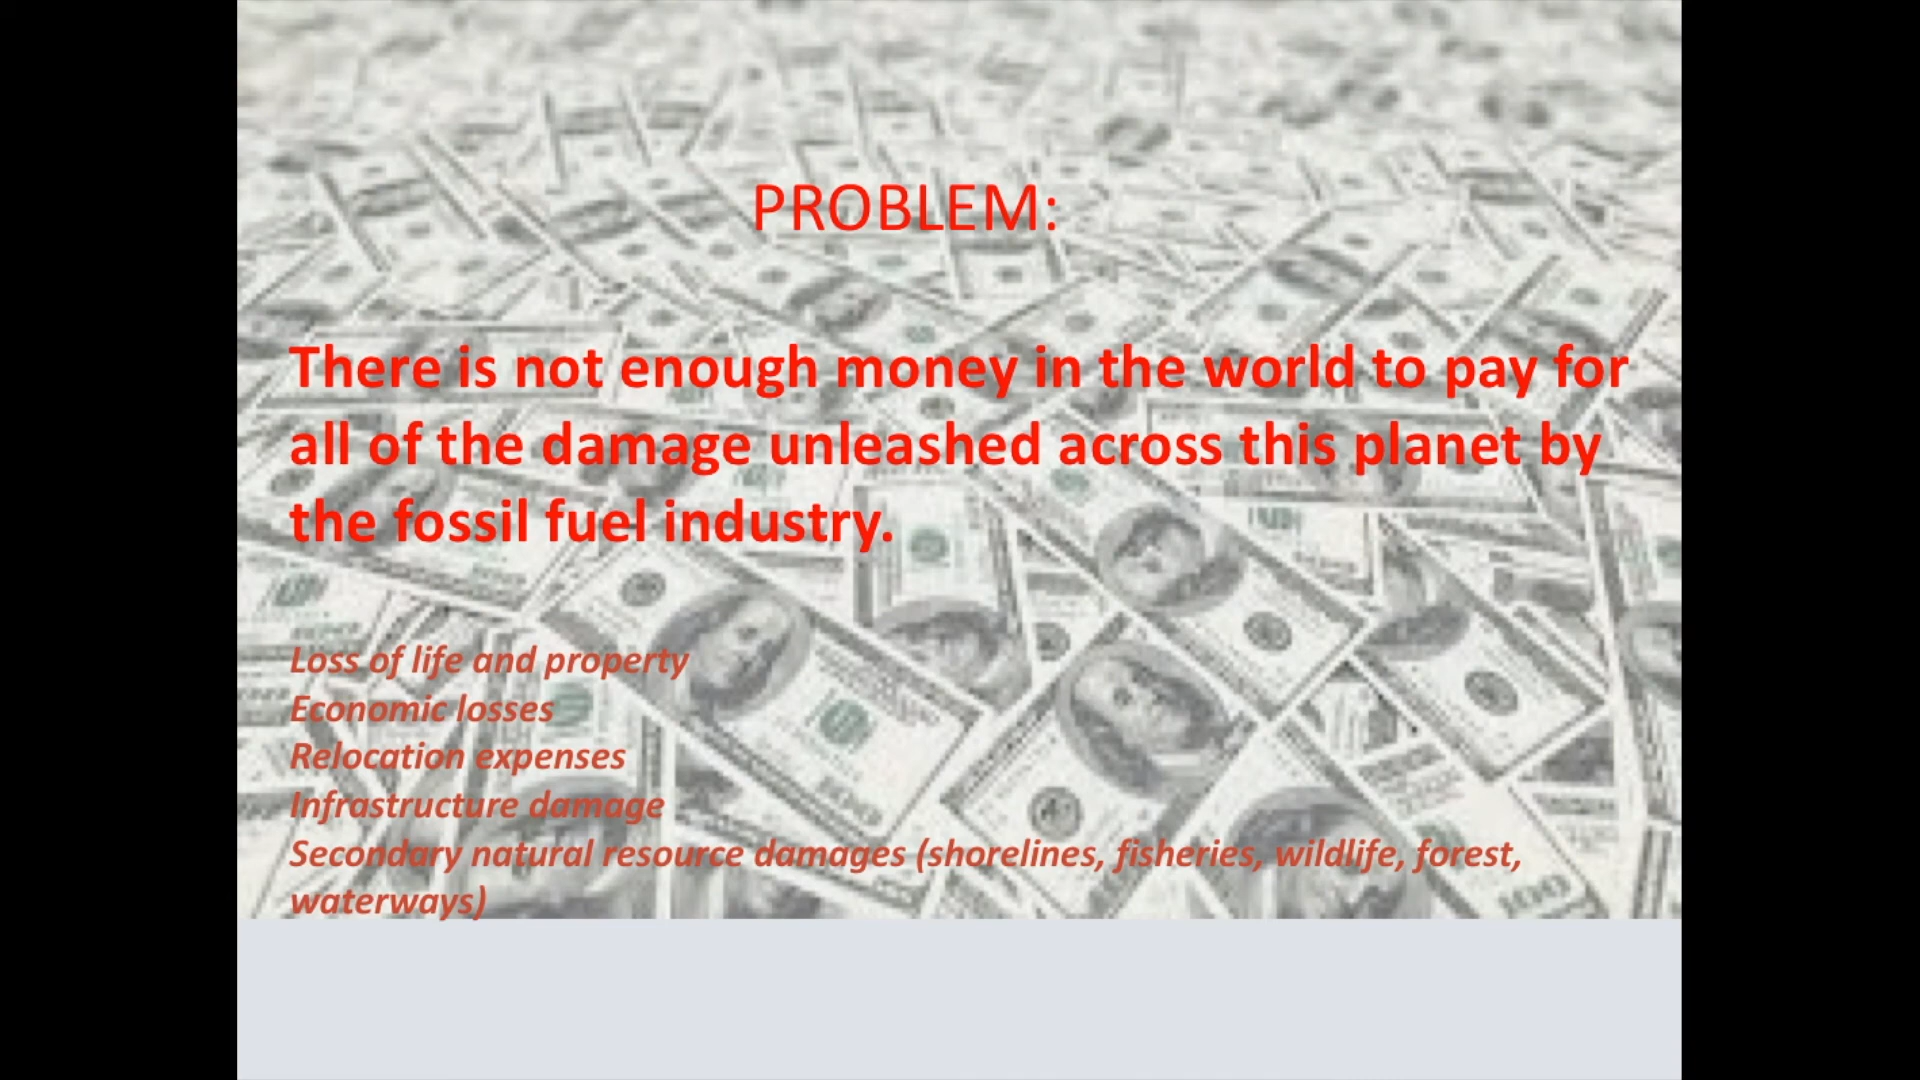 PROBLEM:
There is not enough money in the world to pay for
all of the damage unleashed across this planet by
the fossil fuel industry.
Loss of life and property
Economic losses
Relocation expenses
Infrastructure damage
Secondary natural resource damages (shorelines, fisheries, wildlife, forest,
waterways)